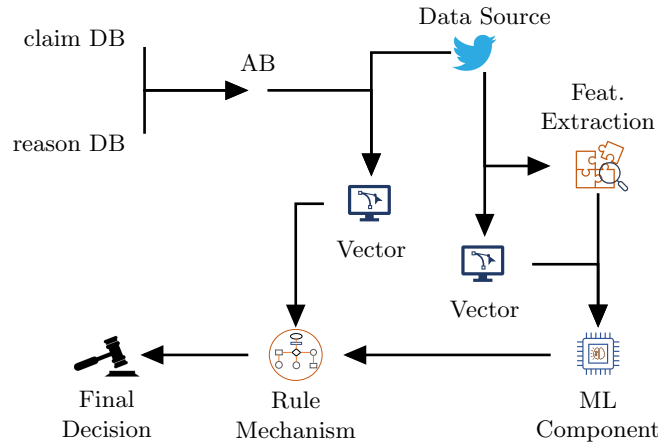 Data Source
claim DB
AB
Feat.
Extraction
reason DB
Vector
Vector
Final
Decision
Rule
Mechanism
ML
Component